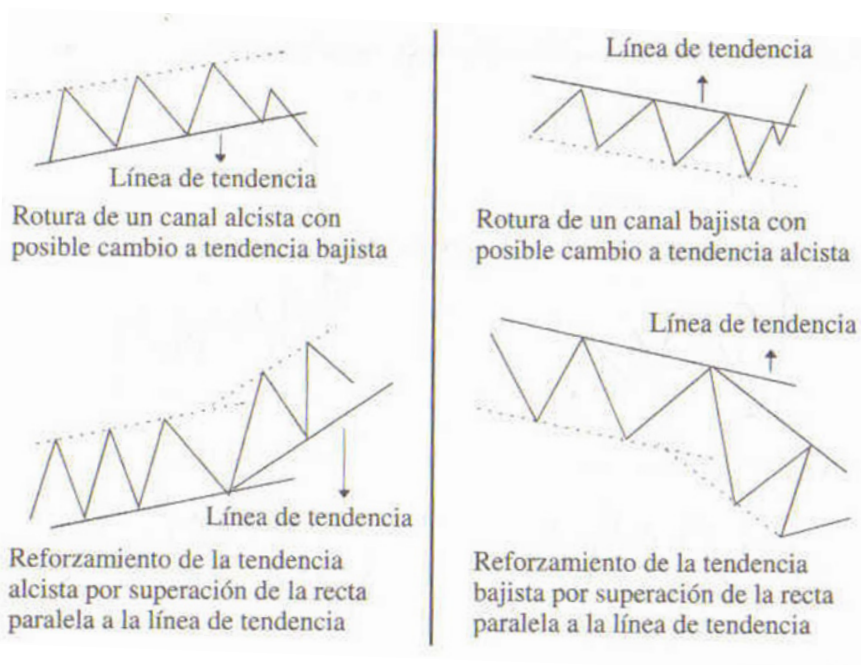 Línea de tendencia
Rotura de un canal alcista con
posible cambio a tendencia bajista
Línea de tendencia
Rotura de un canal bajista con
posible cambio a tendencia alcista
Línea de tendencia
Reforzamiento de la tendencia
alcista por superación de la recta
paralela a la línea de tendencia
Línea de tendencia
Reforzamiento de la tendencia
bajista por superación de la recta
paralela a la línea de tendencia